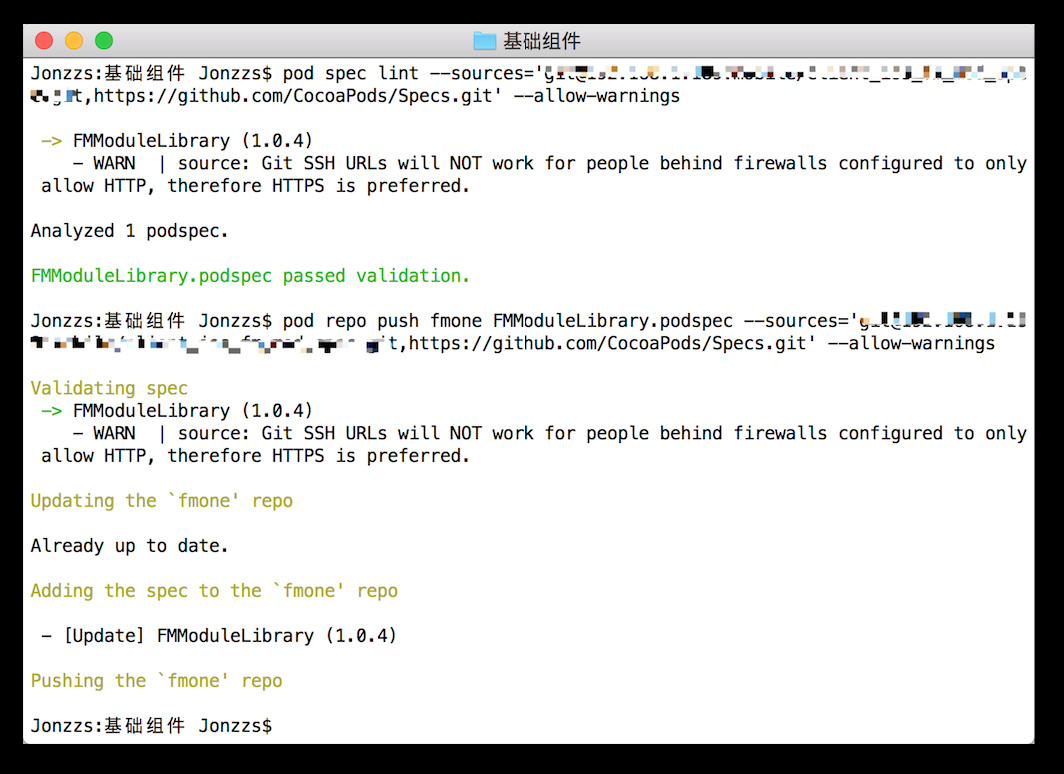 基础组件
Jonzzs:基础组件 Jonzzs$ pod spec lint --sources='
t,https://github.com/CocoaPods/Specs.git' --allow-warnings
-> FMModuleLibrary (1.0.4)
- WARN | source: Git SSH URLs will NOT work for people behind firewalls configured to only
allow HTTP, therefore HTTPS is preferred.
Analyzed 1 podspec.
FMModuleLibrary.podspec passed validation.
Jonzzs:基础组件 Jonzzs$ pod repo push fmone FMModuleLibrary.podspec --sources='
t,https://github.com/CocoaPods/Specs.git' --allow-warnings
Validating spec
-> FMModuleLibrary (1.0.4)
- WARN | source: Git SSH URLs will NOT work for people behind firewalls configured to only
allow HTTP, therefore HTTPS is preferred.
Updating the `fmone' repo
Already up to date.
Adding the spec to the `fmone' repo
- [Update] FMModuleLibrary (1.0.4)
Pushing the `fmone' repo
Jonzzs:基础组件 Jonzzs$